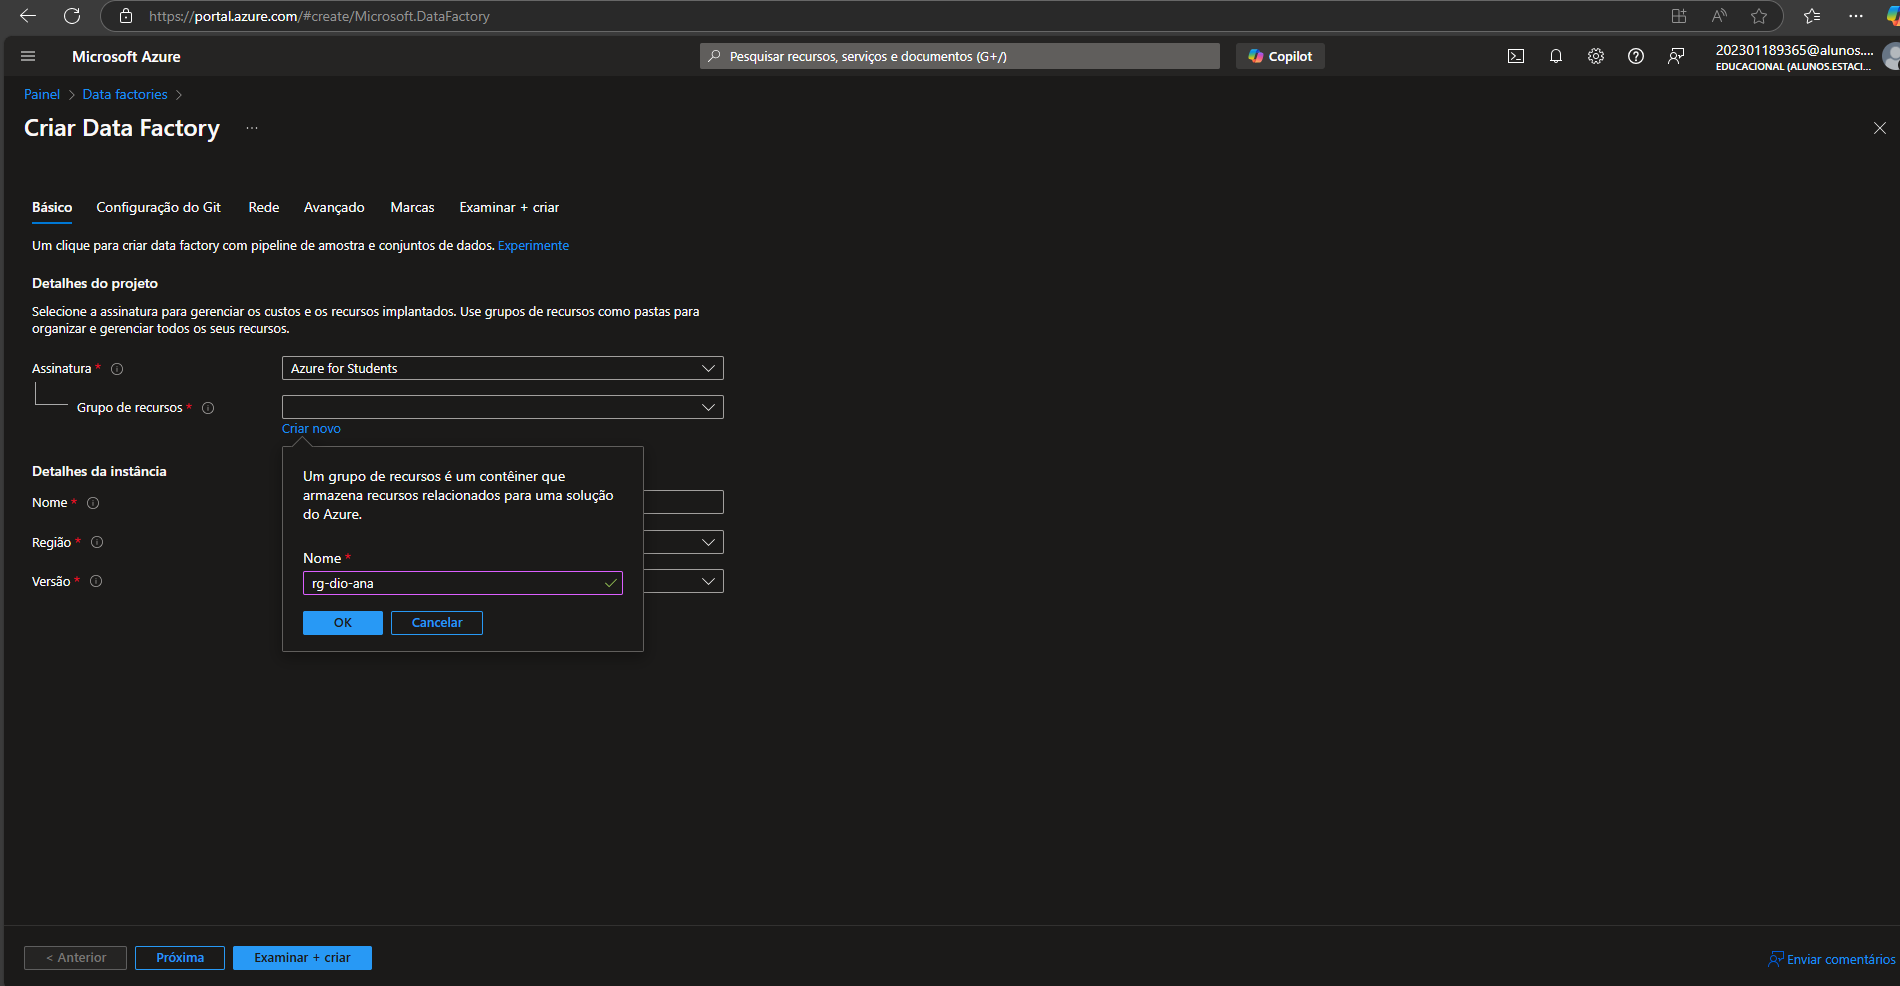 https://portal.azure.com/#create/Microsoft.DataFactory
Microsoft Azure
Pesquisar recursos, serviços e documentos (G+/)
Copilot
202301189365@alunos....
EDUCACIONAL (ALUNOS.ESTACI...
Painel > Data factories >
Criar Data Factory ...
Básico
Configuração do Git
Rede
Avançado
Marcas
Examinar + criar
Um clique para criar data factory com pipeline de amostra e conjuntos de dados. Experimente
Detalhes do projeto
Selecione a assinatura para gerenciar os custos e os recursos implantados. Use grupos de recursos como pastas para
organizar e gerenciar todos os seus recursos.
Assinatura *
Azure for Students
Grupo de recursos *
Criar novo
Um grupo de recursos é um contêiner que
armazena recursos relacionados para uma solução
do Azure.
Nome *
rg-dio-ana
OK
Cancelar
Detalhes da instância
Nome *
Região *
Versão *
< Anterior
Próxima
Examinar + criar
Enviar comentários